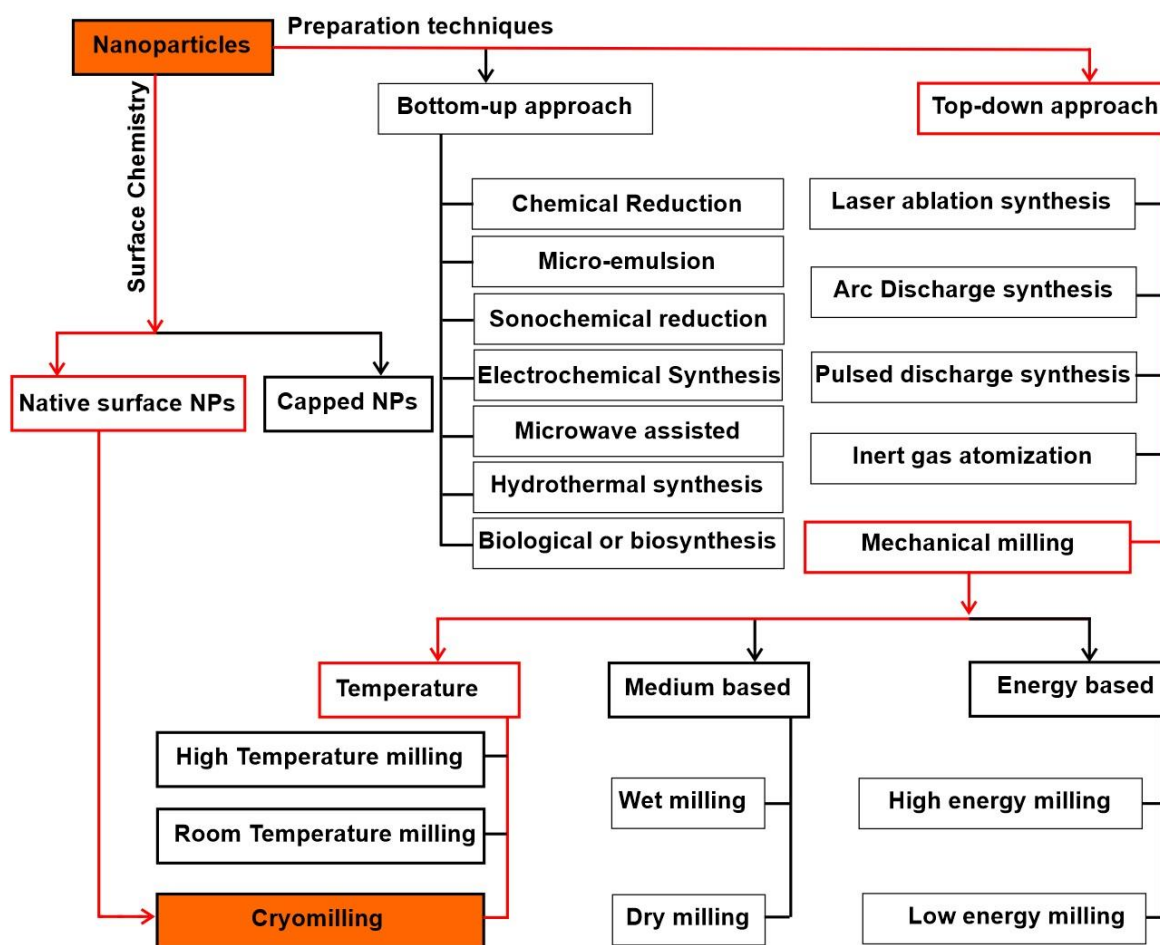 Preparation techniques
Nanoparticles
Surface Chemistry
Bottom-up approach
Top-down approach
Chemical Reduction
Micro-emulsion
Sonochemical reduction
Electrochemical Synthesis
Microwave assisted
Hydrothermal synthesis
Biological or biosynthesis
Laser ablation synthesis
Arc Discharge synthesis
Pulsed discharge synthesis
Inert gas atomization
Mechanical milling
Native surface NPs
Capped NPs
Temperature
Medium based
Energy based
High Temperature milling
Room Temperature milling
Cryomilling
Wet milling
Dry milling
High energy milling
Low energy milling